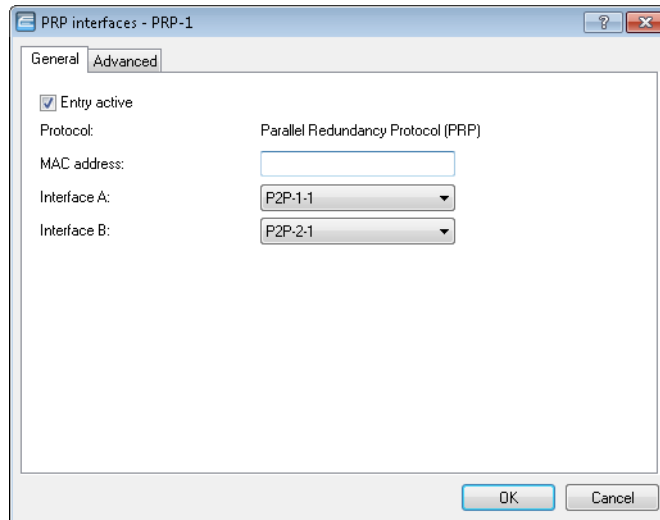 PRP interfaces - PRP-1
?
General Advanced
Entry active
Protocol: Parallel Redundancy Protocol (PRP)
MAC address:
Interface A: P2P-1-1
Interface B: P2P-2-1
OK Cancel